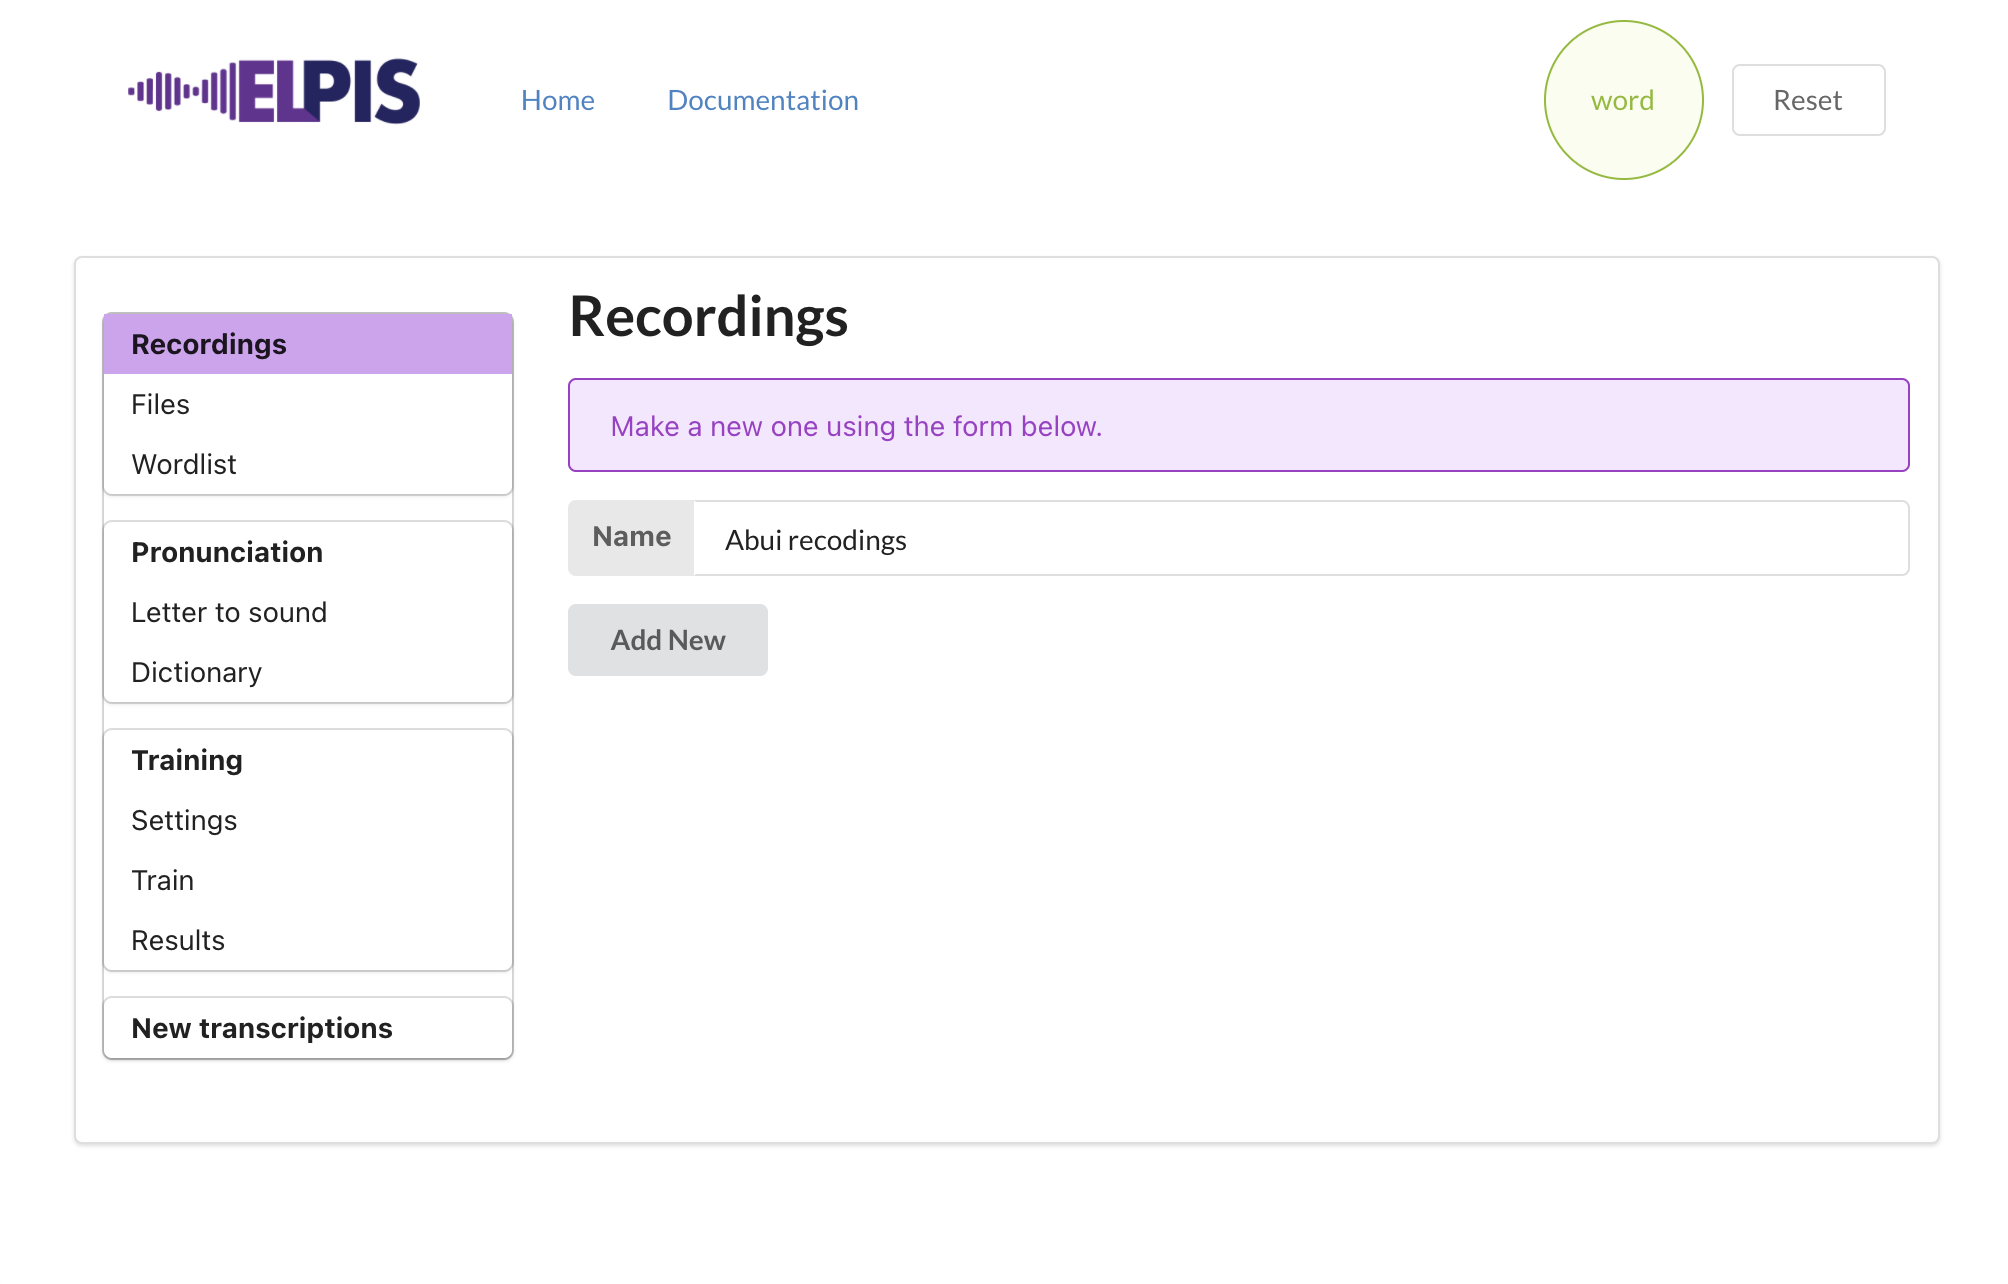 ELPIS
Home
Documentation
word
Reset
Recordings
Files
Wordlist
Pronunciation
Letter to sound
Dictionary
Training
Settings
Train
Results
New transcriptions
Recordings
Make a new one using the form below.
Name
Abui recodings
Add New